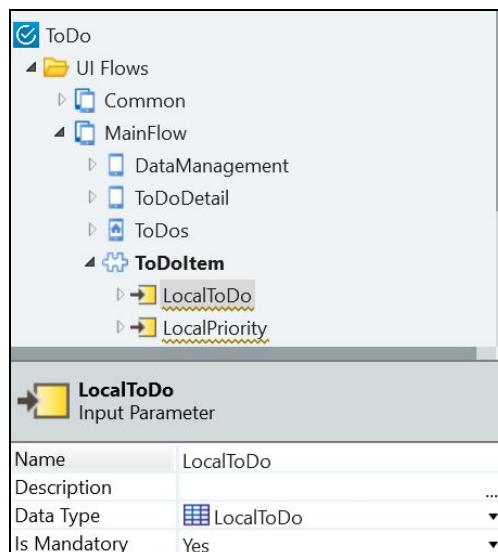 ToDo
UI Flows
Common
MainFlow
DataManagement
ToDoDetail
ToDos
ToDoItem
LocalToDo
LocalPriority
LocalToDo
Input Parameter
Name LocalToDo
Description ...
Data Type LocalToDo
Is Mandatory Yes